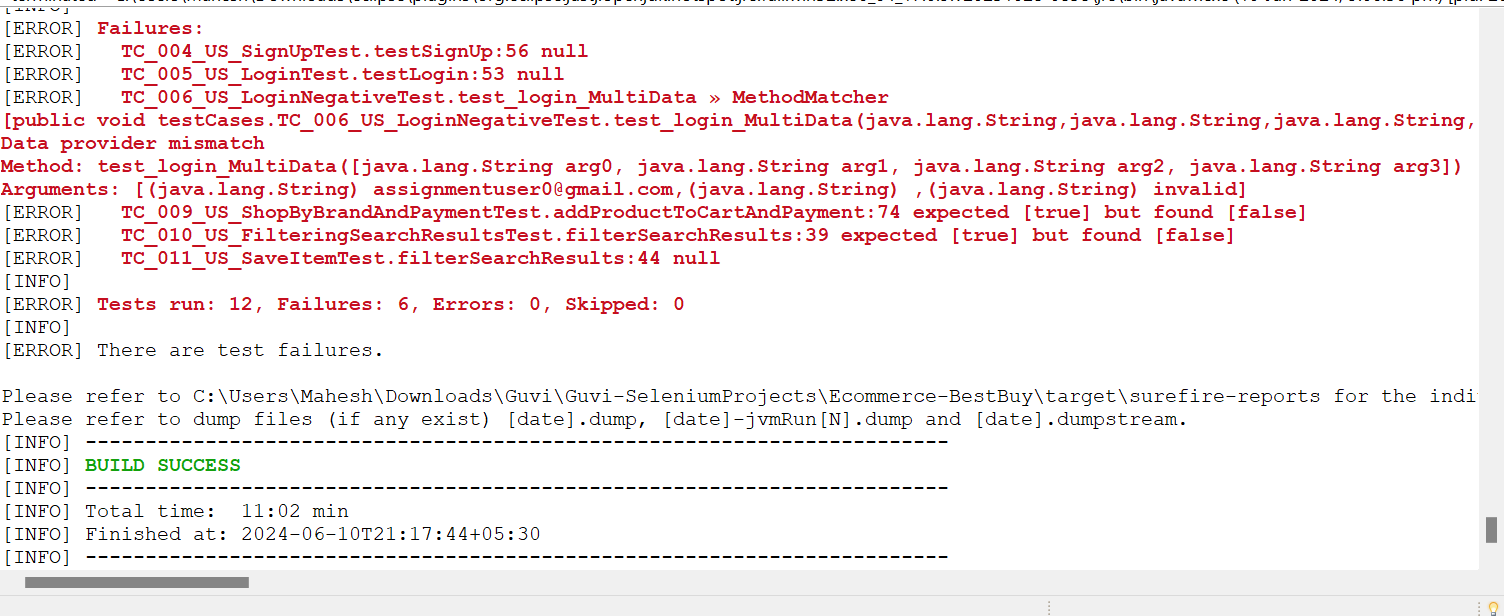 [INFO]
[ERROR] Failures:
[ERROR]   TC_004_US_SignUpTest.testSignUp:56 null
[ERROR]   TC_005_US_LoginTest.testLogin:53 null
[ERROR]   TC_006_US_LoginNegativeTest.test_login_MultiData » MethodMatcher
[public void testCases.TC_006_US_LoginNegativeTest.test_login_MultiData(java.lang.String,java.lang.String,java.lang.String,
Data provider mismatch
Method: test_login_MultiData([java.lang.String arg0, java.lang.String arg1, java.lang.String arg2, java.lang.String arg3])
Arguments: [(java.lang.String) assignmentuser0@gmail.com,(java.lang.String) ,(java.lang.String) invalid]
[ERROR]   TC_009_US_ShopByBrandAndPaymentTest.addProductToCartAndPayment:74 expected [true] but found [false]
[ERROR]   TC_010_US_FilteringSearchResultsTest.filterSearchResults:39 expected [true] but found [false]
[ERROR]   TC_011_US_SaveItemTest.filterSearchResults:44 null
[INFO]
[ERROR] Tests run: 12, Failures: 6, Errors: 0, Skipped: 0
[INFO]
[ERROR] There are test failures.
Please refer to C:\Users\Mahesh\Downloads\Guvi\Guvi-SeleniumProjects\Ecommerce-BestBuy\target\surefire-reports for the indi
Please refer to dump files (if any exist) [date].dump, [date]-jvmRun[N].dump and [date].dumpstream.
[INFO] ------------------------------------------------------------------------
[INFO] BUILD SUCCESS
[INFO] ------------------------------------------------------------------------
[INFO] Total time:  11:02 min
[INFO] Finished at: 2024-06-10T21:17:44+05:30
[INFO] ------------------------------------------------------------------------